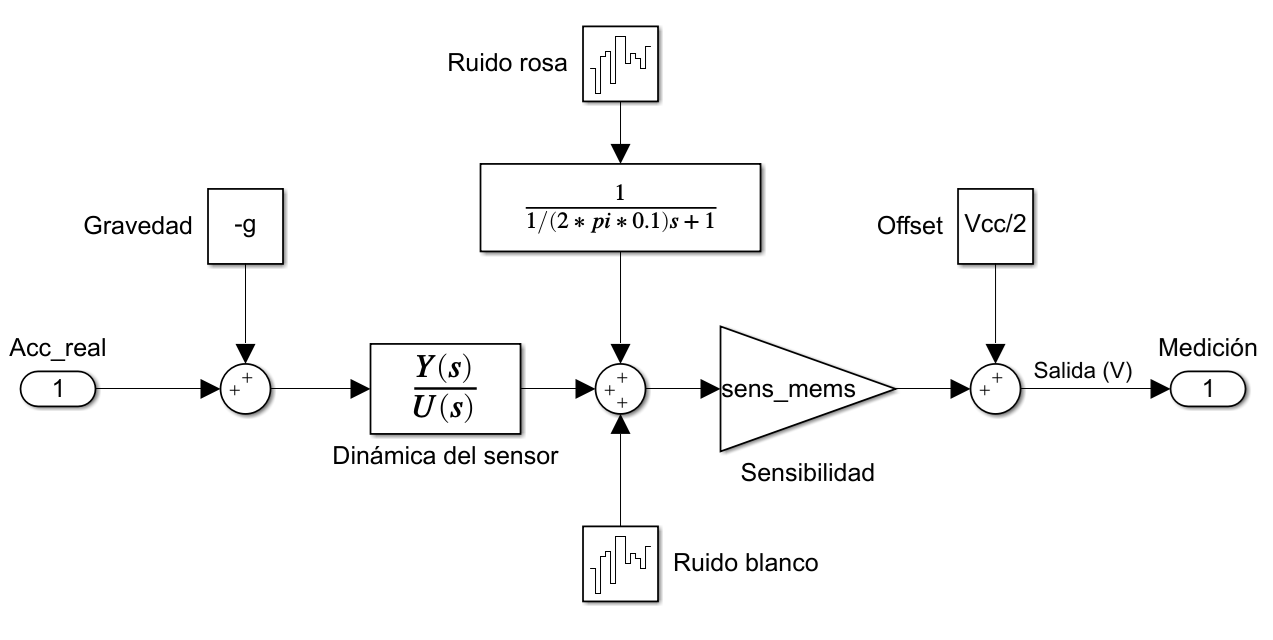 Ruido rosa
1
1/(2 * pi * 0.1)s + 1
Gravedad
-g
Offset
Vcc/2
Acc_real
1
+
+
Y(s)
U(s)
Dinámica del sensor
+
+
+
sens_mems
Sensibilidad
+
+
Salida (V)
Medición
1
Ruido blanco